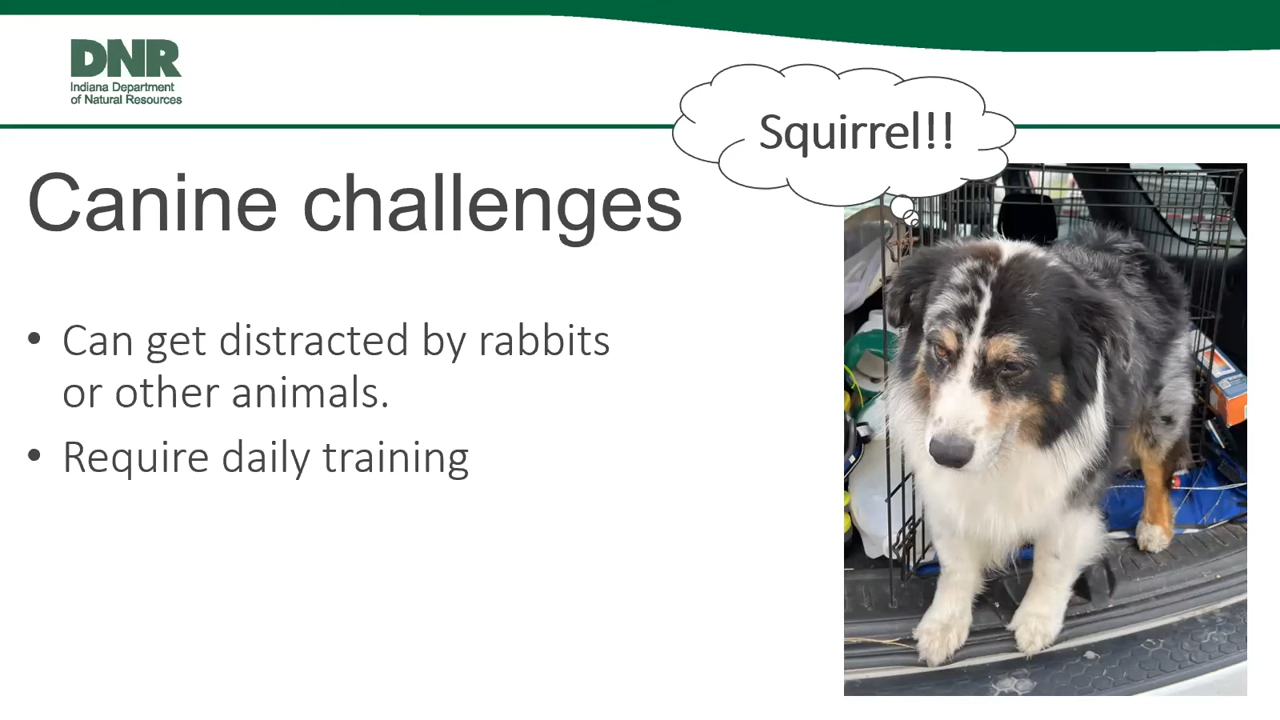 DNR
Indiana Department
of Natural Resources
Squirrel!!
Canine challenges
• Can get distracted by rabbits
or other animals.
• Require daily training